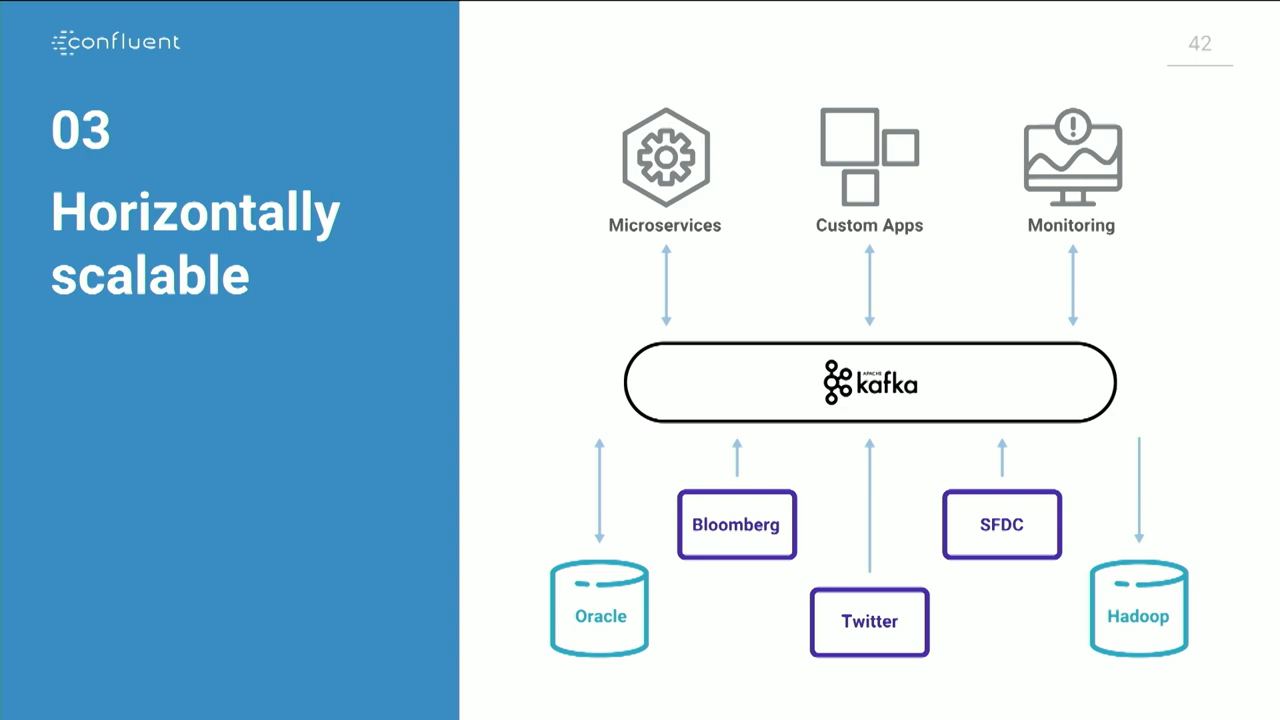 confluent
42
03
Horizontally
scalable
Microservices
Custom Apps
Monitoring
APACHE
kafka
Bloomberg
SFDC
Oracle
Twitter
Hadoop